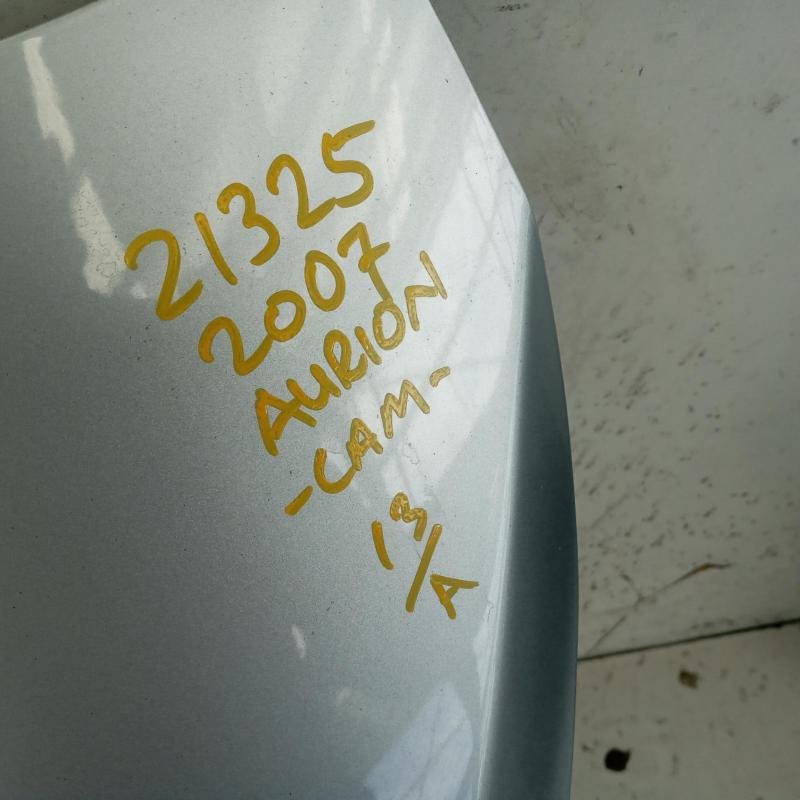 21325
2007
AURION
-CAM-
13/A